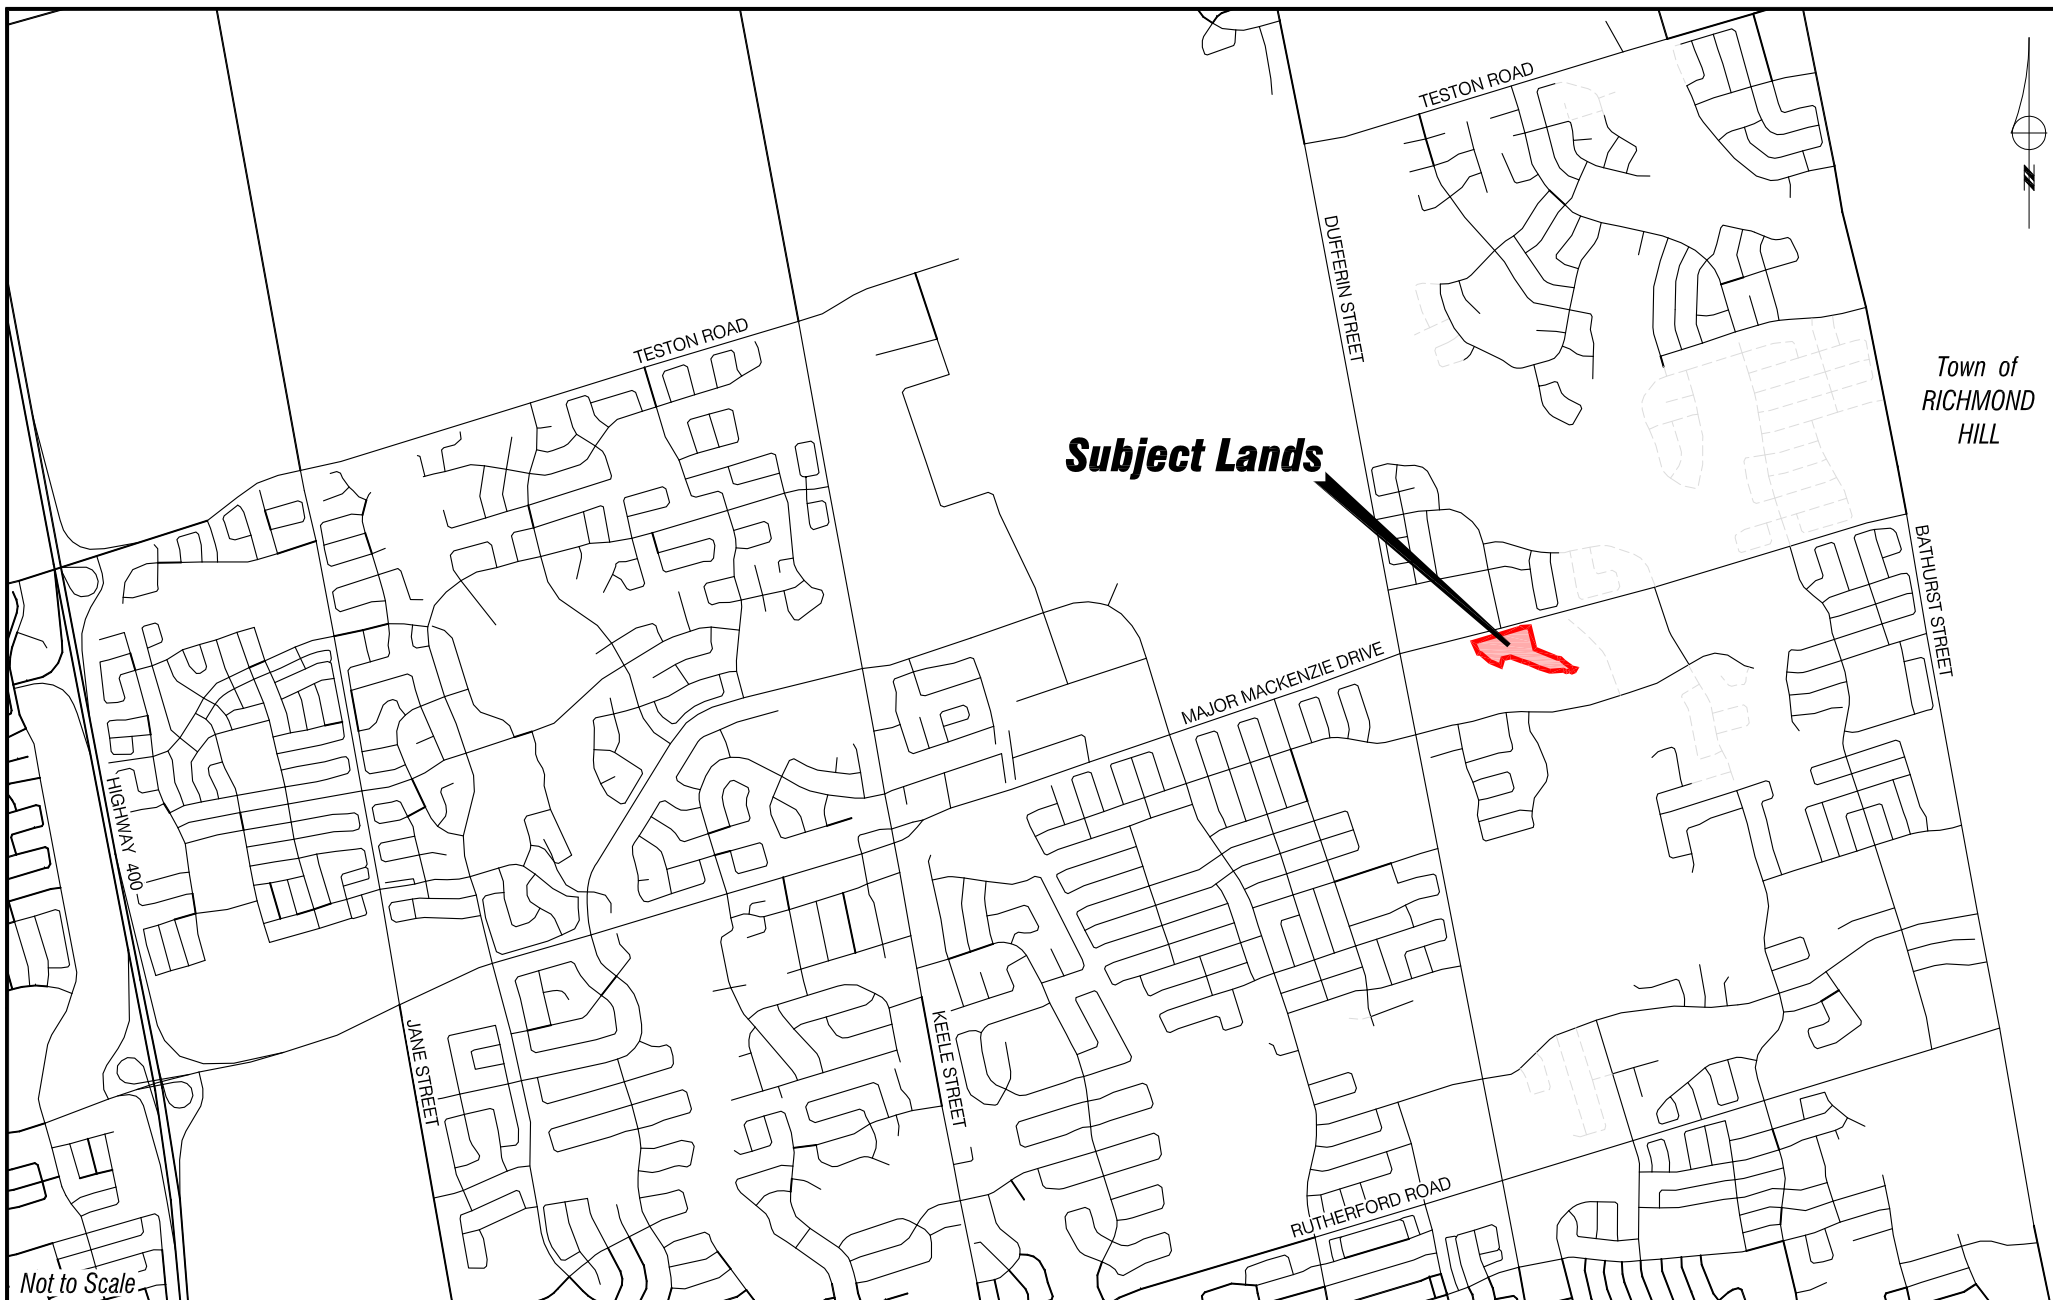 TESTON ROAD
N
DUFFERIN STREET
TESTON ROAD
Town of
RICHMOND
HILL
Subject Lands
BATHURST STREET
MAJOR MACKENZIE DRIVE
HIGHWAY 400
JANE STREET
KEELE STREET
RUTHERFORD ROAD
Not to Scale